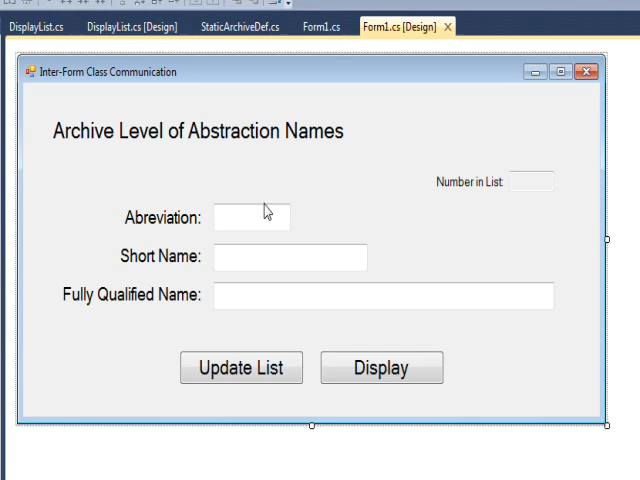 DisplayList.cs DisplayList.cs [Design] StaticArchiveDef.cs Form1.cs Form1.cs [Design] X
Inter-Form Class Communication
Archive Level of Abstraction Names
Number in List:
Abreviation:
Short Name:
Fully Qualified Name:
Update List Display